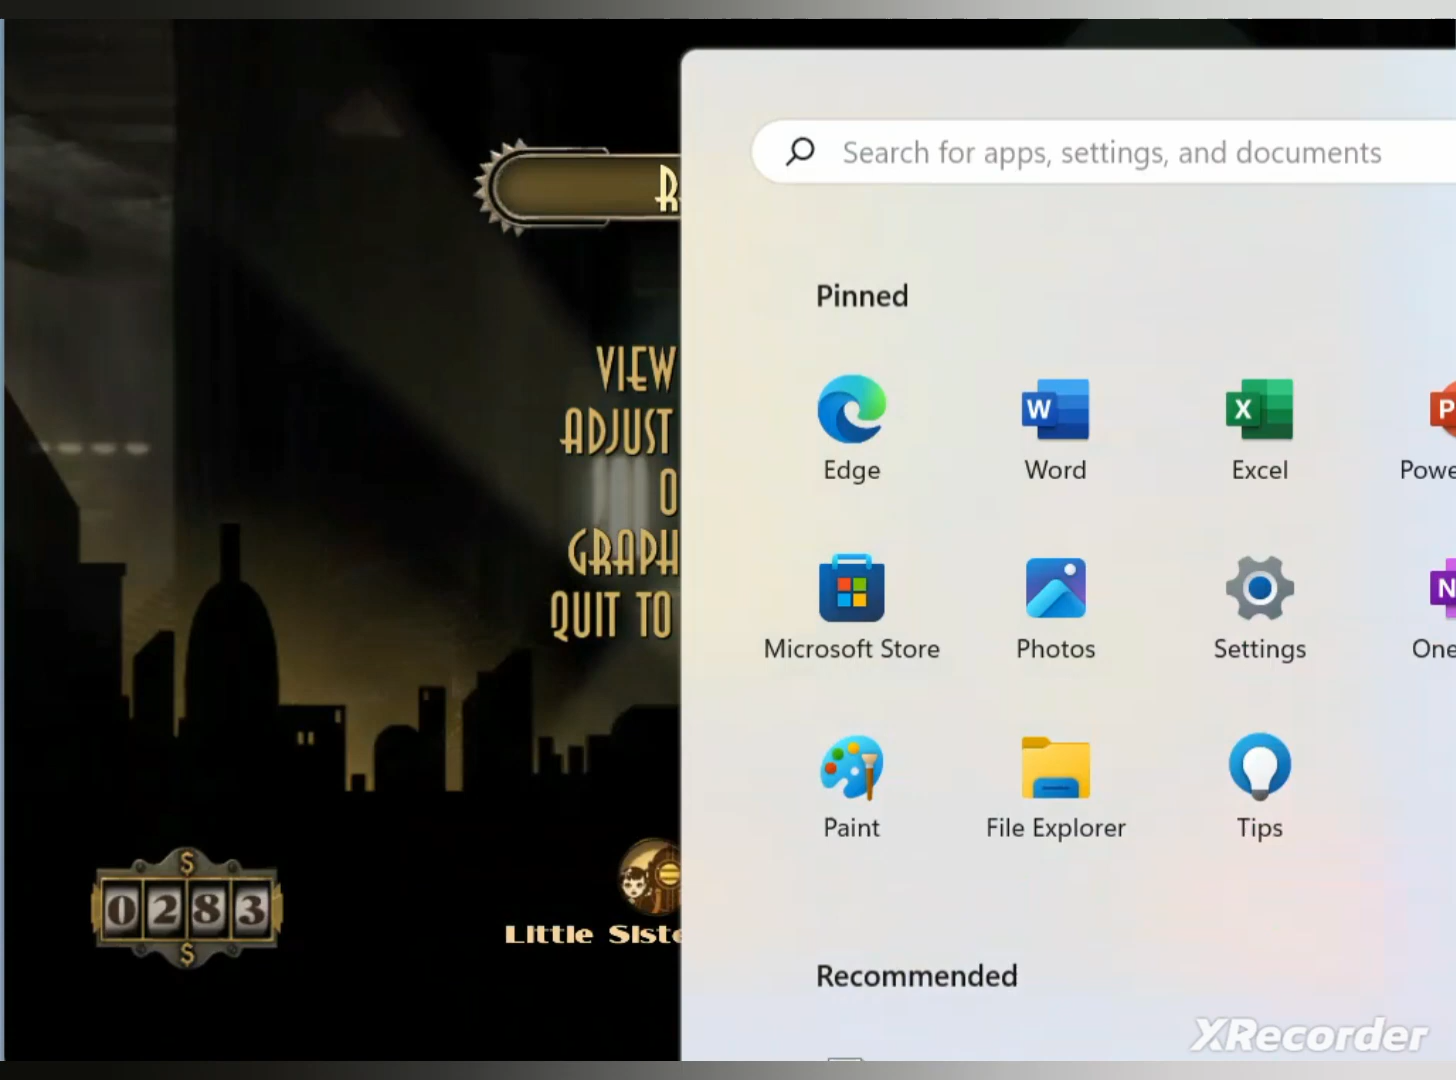 Search for apps, settings, and documents
R
Pinned
VIEW
ADJUST
O
GRAPH
QUIT TO
W
X
P
Edge
Word
Excel
Powe
N
Microsoft Store
Photos
Settings
One
Paint
File Explorer
Tips
$
0283
$
Little Siste
Recommended
XRecorder